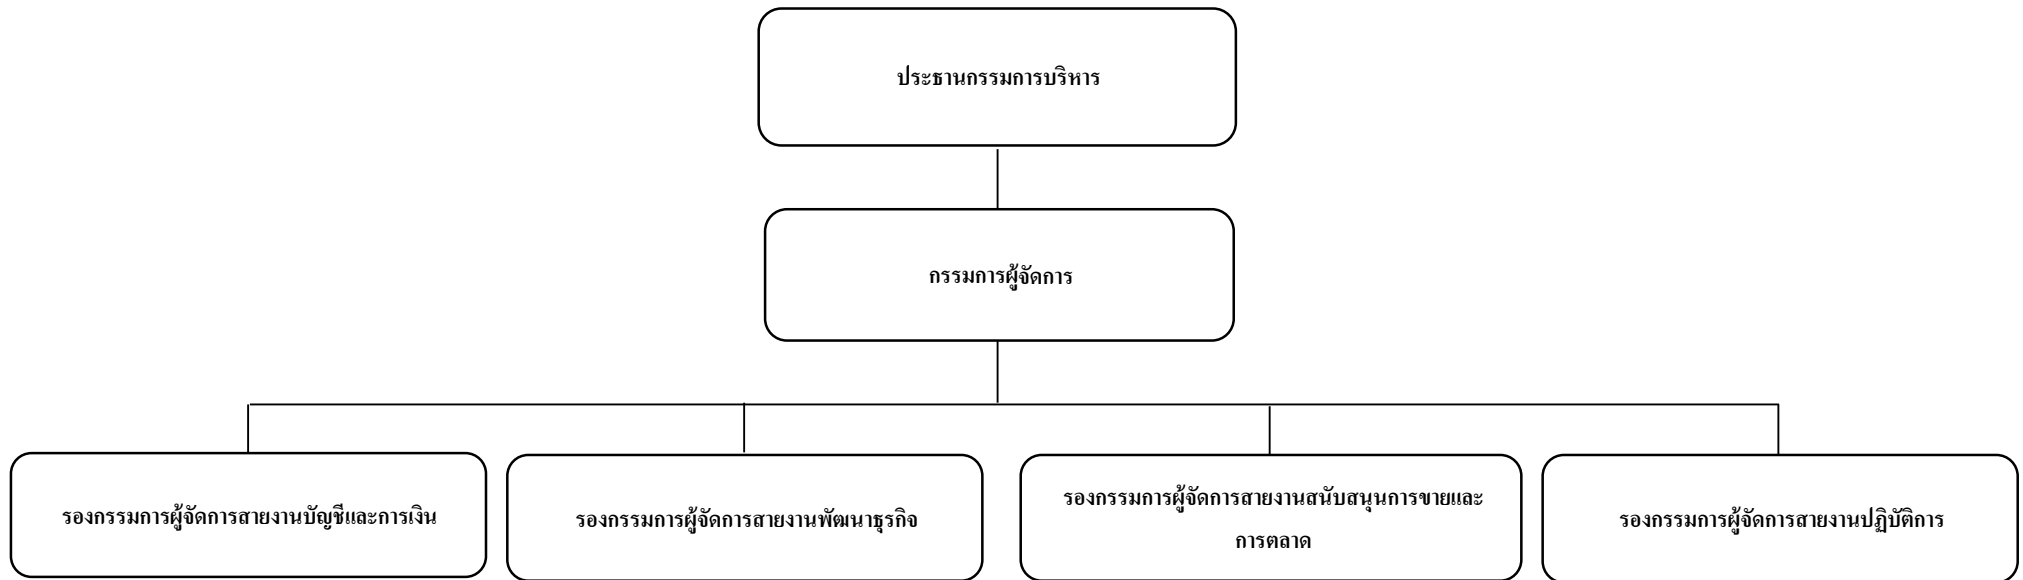 ประธานกรรมการบริหาร
กรรมการผู้จัดการ
รองกรรมการผู้จัดการสายงานบัญชีและการเงิน
รองกรรมการผู้จัดการสายงานพัฒนาธุรกิจ
รองกรรมการผู้จัดการสายงานสนับสนุนการขายและ
การตลาด
รองกรรมการผู้จัดการสายงานปฏิบัติการ